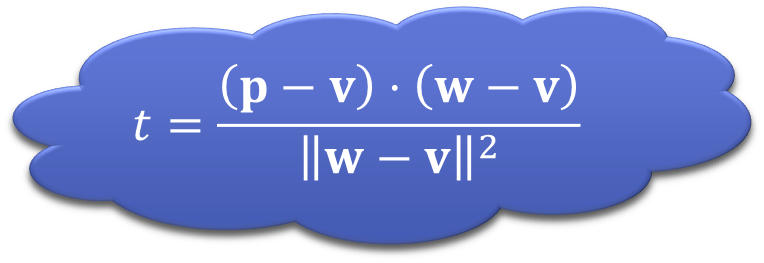 t = (p − v) · (w − v) / ‖w − v‖²